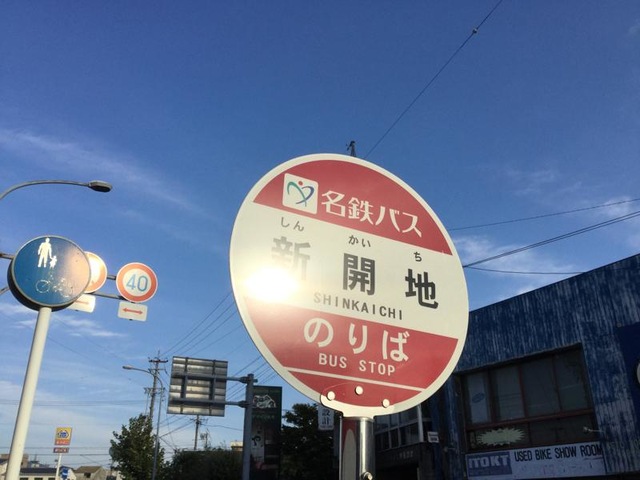 名鉄バス
しん かい ち
新開地
SHINKAICHI
のりば
BUS STOP
40
ITOKT USED BIKE SHOW ROOM